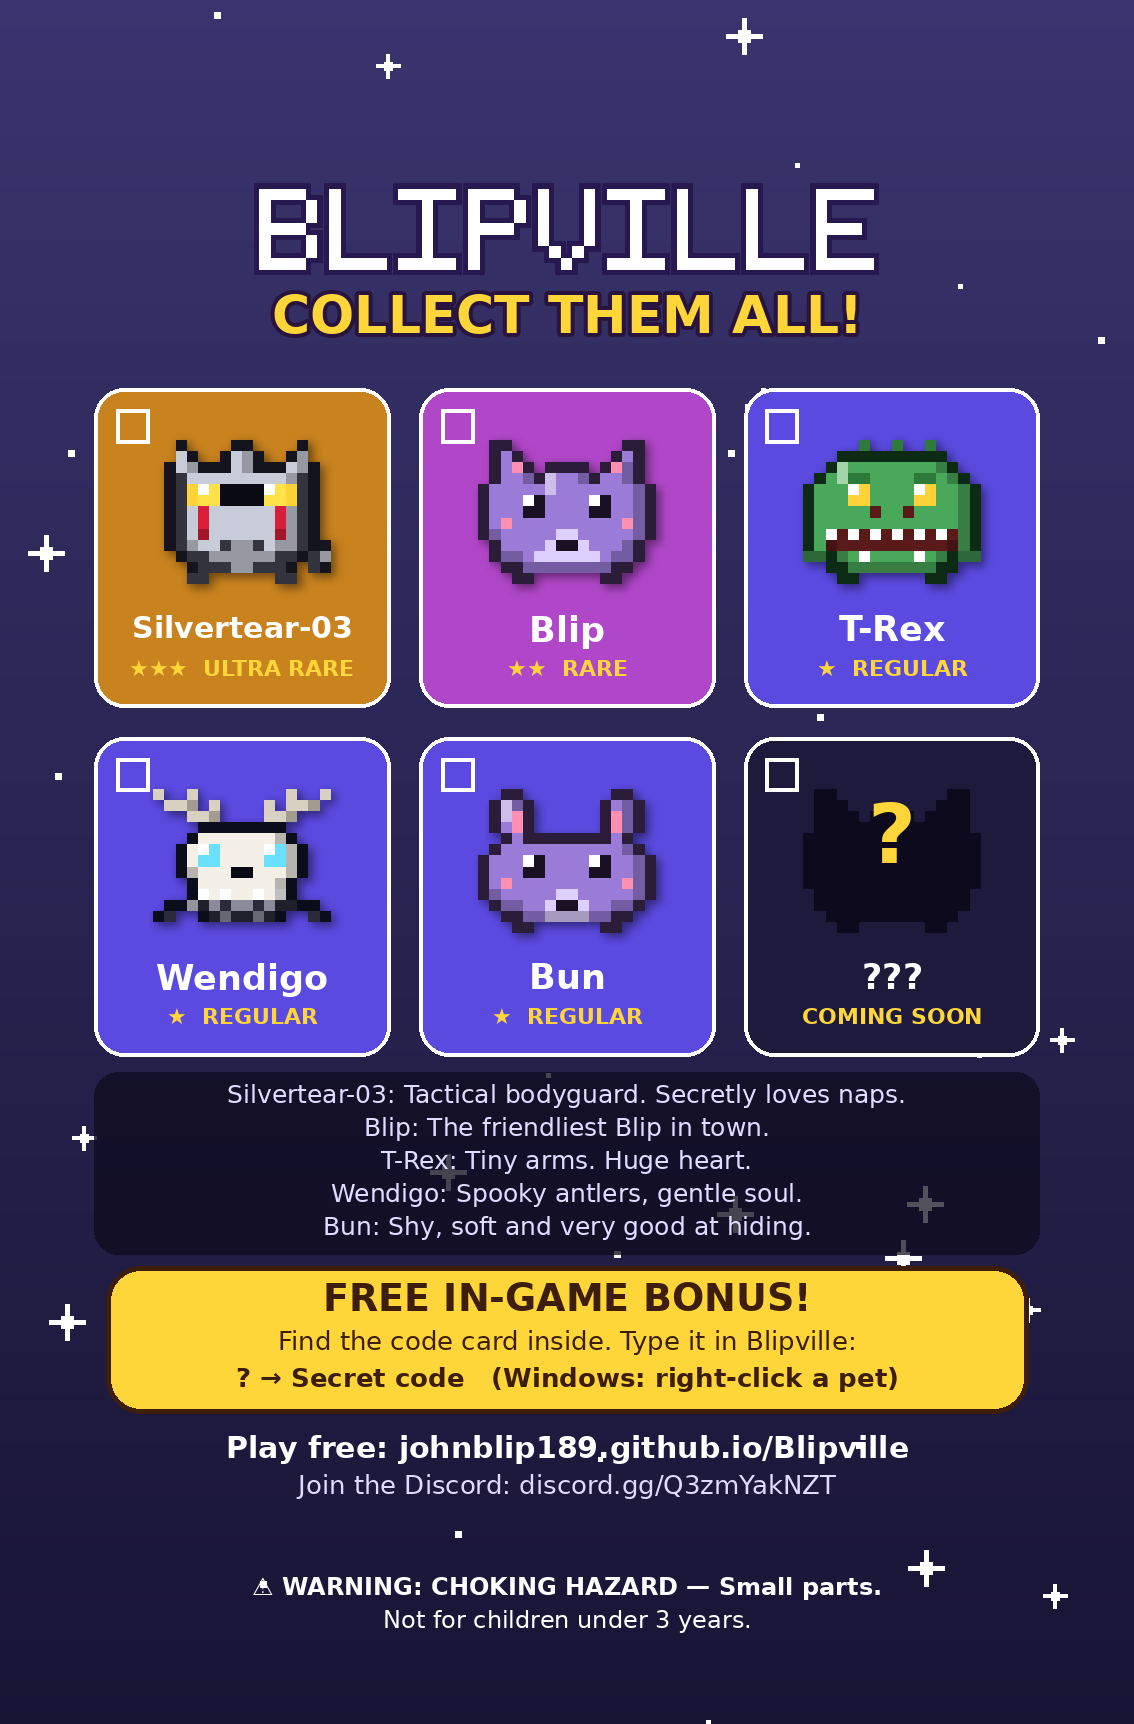 BLIPVILLE
COLLECT THEM ALL!
Silvertear-03
★★★ ULTRA RARE
Blip
★★ RARE
T-Rex
★ REGULAR
Wendigo
★ REGULAR
Bun
★ REGULAR
?
???
COMING SOON
Silvertear-03: Tactical bodyguard. Secretly loves naps.
Blip: The friendliest Blip in town.
T-Rex: Tiny arms. Huge heart.
Wendigo: Spooky antlers, gentle soul.
Bun: Shy, soft and very good at hiding.
FREE IN-GAME BONUS!
Find the code card inside. Type it in Blipville:
? → Secret code (Windows: right-click a pet)
Play free: johnblip189.github.io/Blipville
Join the Discord: discord.gg/Q3zmYakNZT
⚠ WARNING: CHOKING HAZARD — Small parts.
Not for children under 3 years.